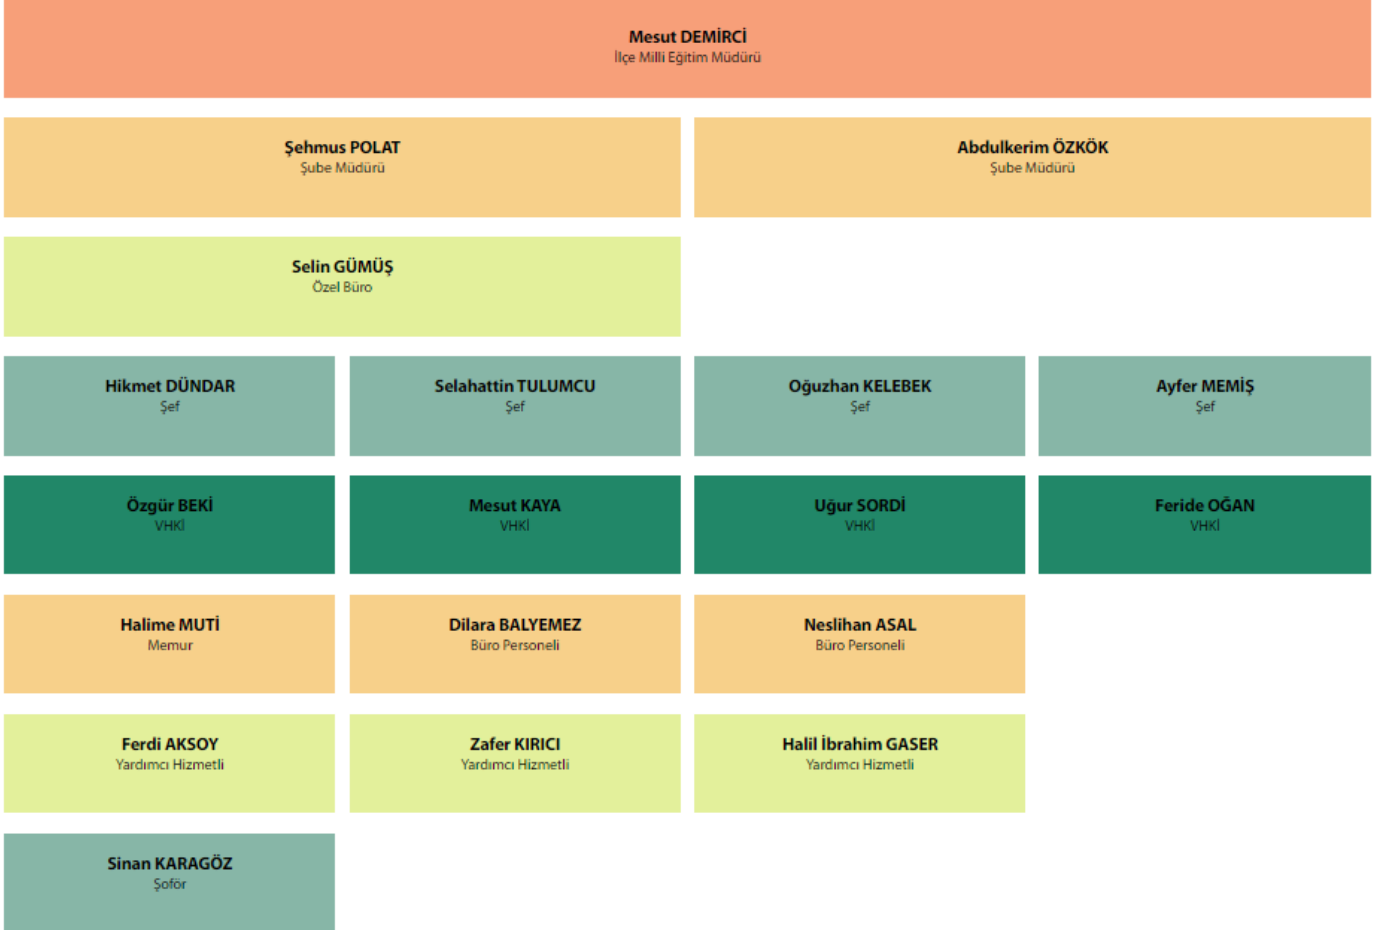 Mesut DEMİRCİ
İlçe Milli Eğitim Müdürü
Şehmus POLAT
Şube Müdürü
Abdulkerim ÖZKÖK
Şube Müdürü
Selin GÜMÜŞ
Özel Büro
Hikmet DÜNDAR
Şef
Selahattin TULUMCU
Şef
Oğuzhan KELEBEK
Şef
Ayfer MEMİŞ
Şef
Özgür BEKİ
VHKİ
Mesut KAYA
VHKİ
Uğur SORDİ
VHKİ
Feride OĞAN
VHKİ
Halime MUTİ
Memur
Dilara BALYEMEZ
Büro Personeli
Neslihan ASAL
Büro Personeli
Ferdi AKSOY
Yardımcı Hizmetli
Zafer KIRICI
Yardımcı Hizmetli
Halil İbrahim GASER
Yardımcı Hizmetli
Sinan KARAGÖZ
Şoför